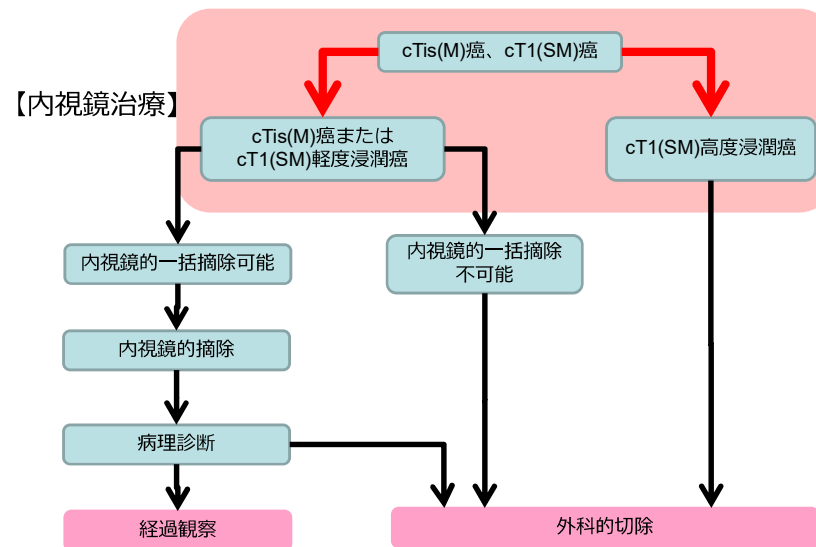 cTis(M)癌、cT1(SM)癌
【内視鏡治療】
cTis(M)癌または
cT1(SM)軽度浸潤癌
cT1(SM)高度浸潤癌
内視鏡的一括摘除可能
内視鏡的一括摘除
不可能
内視鏡的摘除
病理診断
経過観察
外科的切除